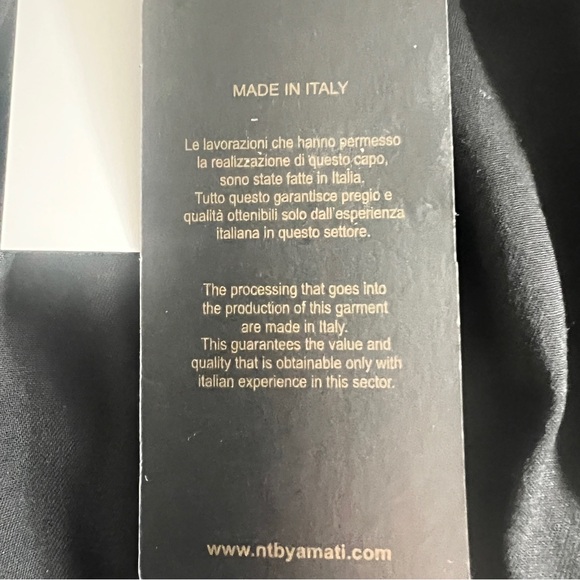 MADE IN ITALY
Le lavorazioni che hanno permesso
la realizzazione di questo capo,
sono state fatte in Italia.
Tutto questo garantisce pregio e
qualità ottenibili solo dall'esperienza
italiana in questo settore.
The processing that goes into
the production of this garment
are made in Italy.
This guarantees the value and
quality that is obtainable only with
italian experience in this sector.
www.ntbyamati.com